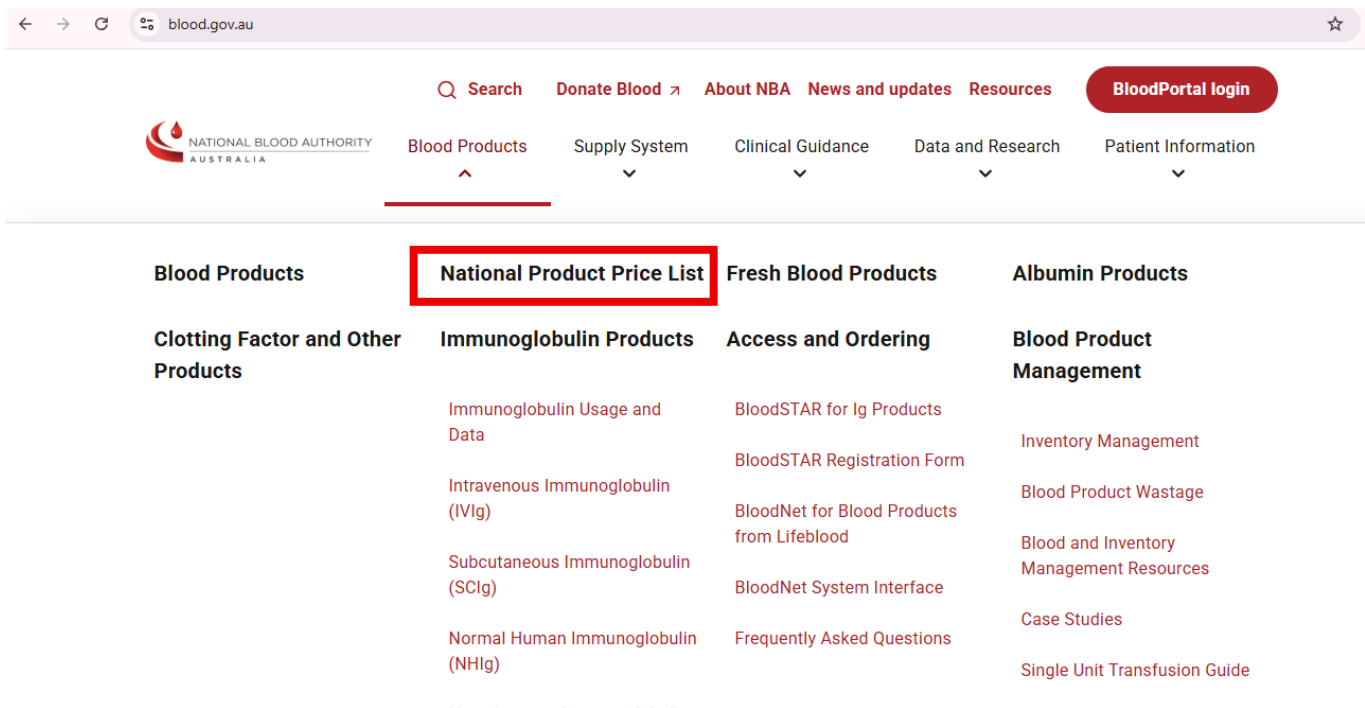 blood.gov.au
Search Donate Blood About NBA News and updates Resources BloodPortal login
NATIONAL BLOOD AUTHORITY
AUSTRALIA
Blood Products Supply System Clinical Guidance Data and Research Patient Information
Blood Products
National Product Price List
Fresh Blood Products
Albumin Products
Clotting Factor and Other
Products
Immunoglobulin Products
Immunoglobulin Usage and
Data
Intravenous Immunoglobulin
(IVIg)
Subcutaneous Immunoglobulin
(SCIg)
Normal Human Immunoglobulin
(NHIg)
Access and Ordering
BloodSTAR for Ig Products
BloodSTAR Registration Form
BloodNet for Blood Products
from Lifeblood
BloodNet System Interface
Frequently Asked Questions
Blood Product
Management
Inventory Management
Blood Product Wastage
Blood and Inventory
Management Resources
Case Studies
Single Unit Transfusion Guide